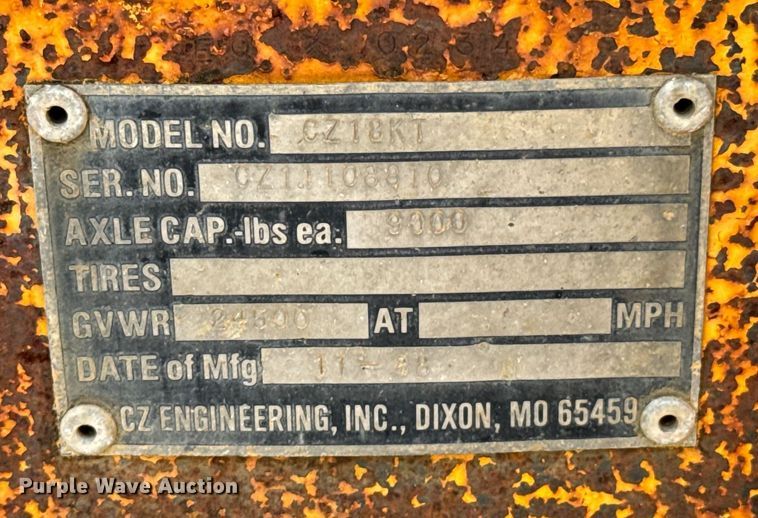 MODEL NO. CZ18KT
SER. NO.
AXLE CAP.-lbs ea. 9000
TIRES
GVWR AT MPH
DATE of Mfg
CZ ENGINEERING, INC., DIXON, MO 65459
Purple Wave Auction